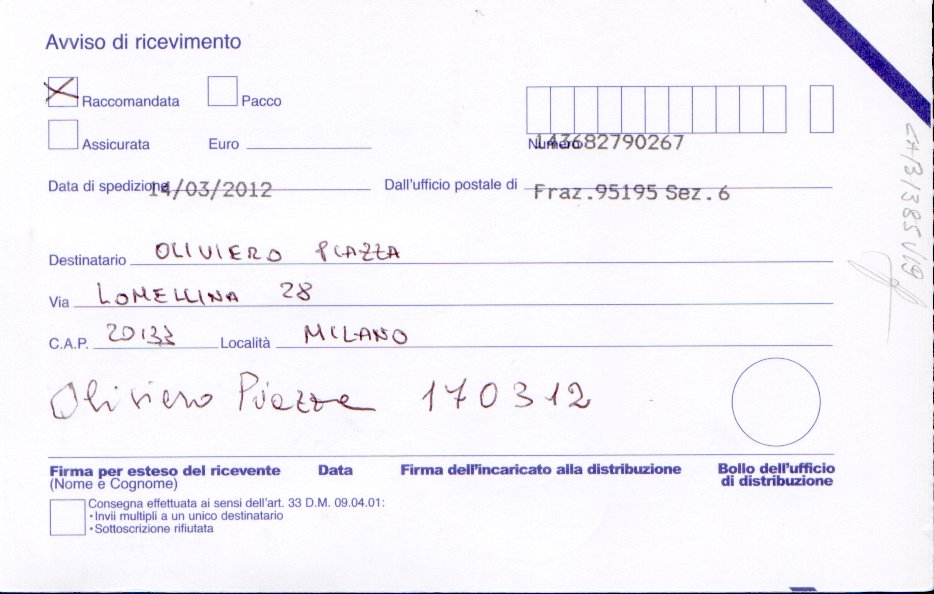 Avviso di ricevimento
Raccomandata Pacco
Assicurata Euro
Numero 143682790267
Data di spedizione 14/03/2012 Dall'ufficio postale di Fraz.95195 Sez.6
Destinatario OLIVIERO PIAZZA
Via LOMELLINA 28
C.A.P. 20133 Località MILANO
Oliviero Piazza 170312
Firma per esteso del ricevente Data Firma dell'incaricato alla distribuzione Bollo dell'ufficio
(Nome e Cognome) di distribuzione
Consegna effettuata ai sensi dell'art. 33 D.M. 09.04.01:
• Invii multipli a un unico destinatario
• Sottoscrizione rifiutata